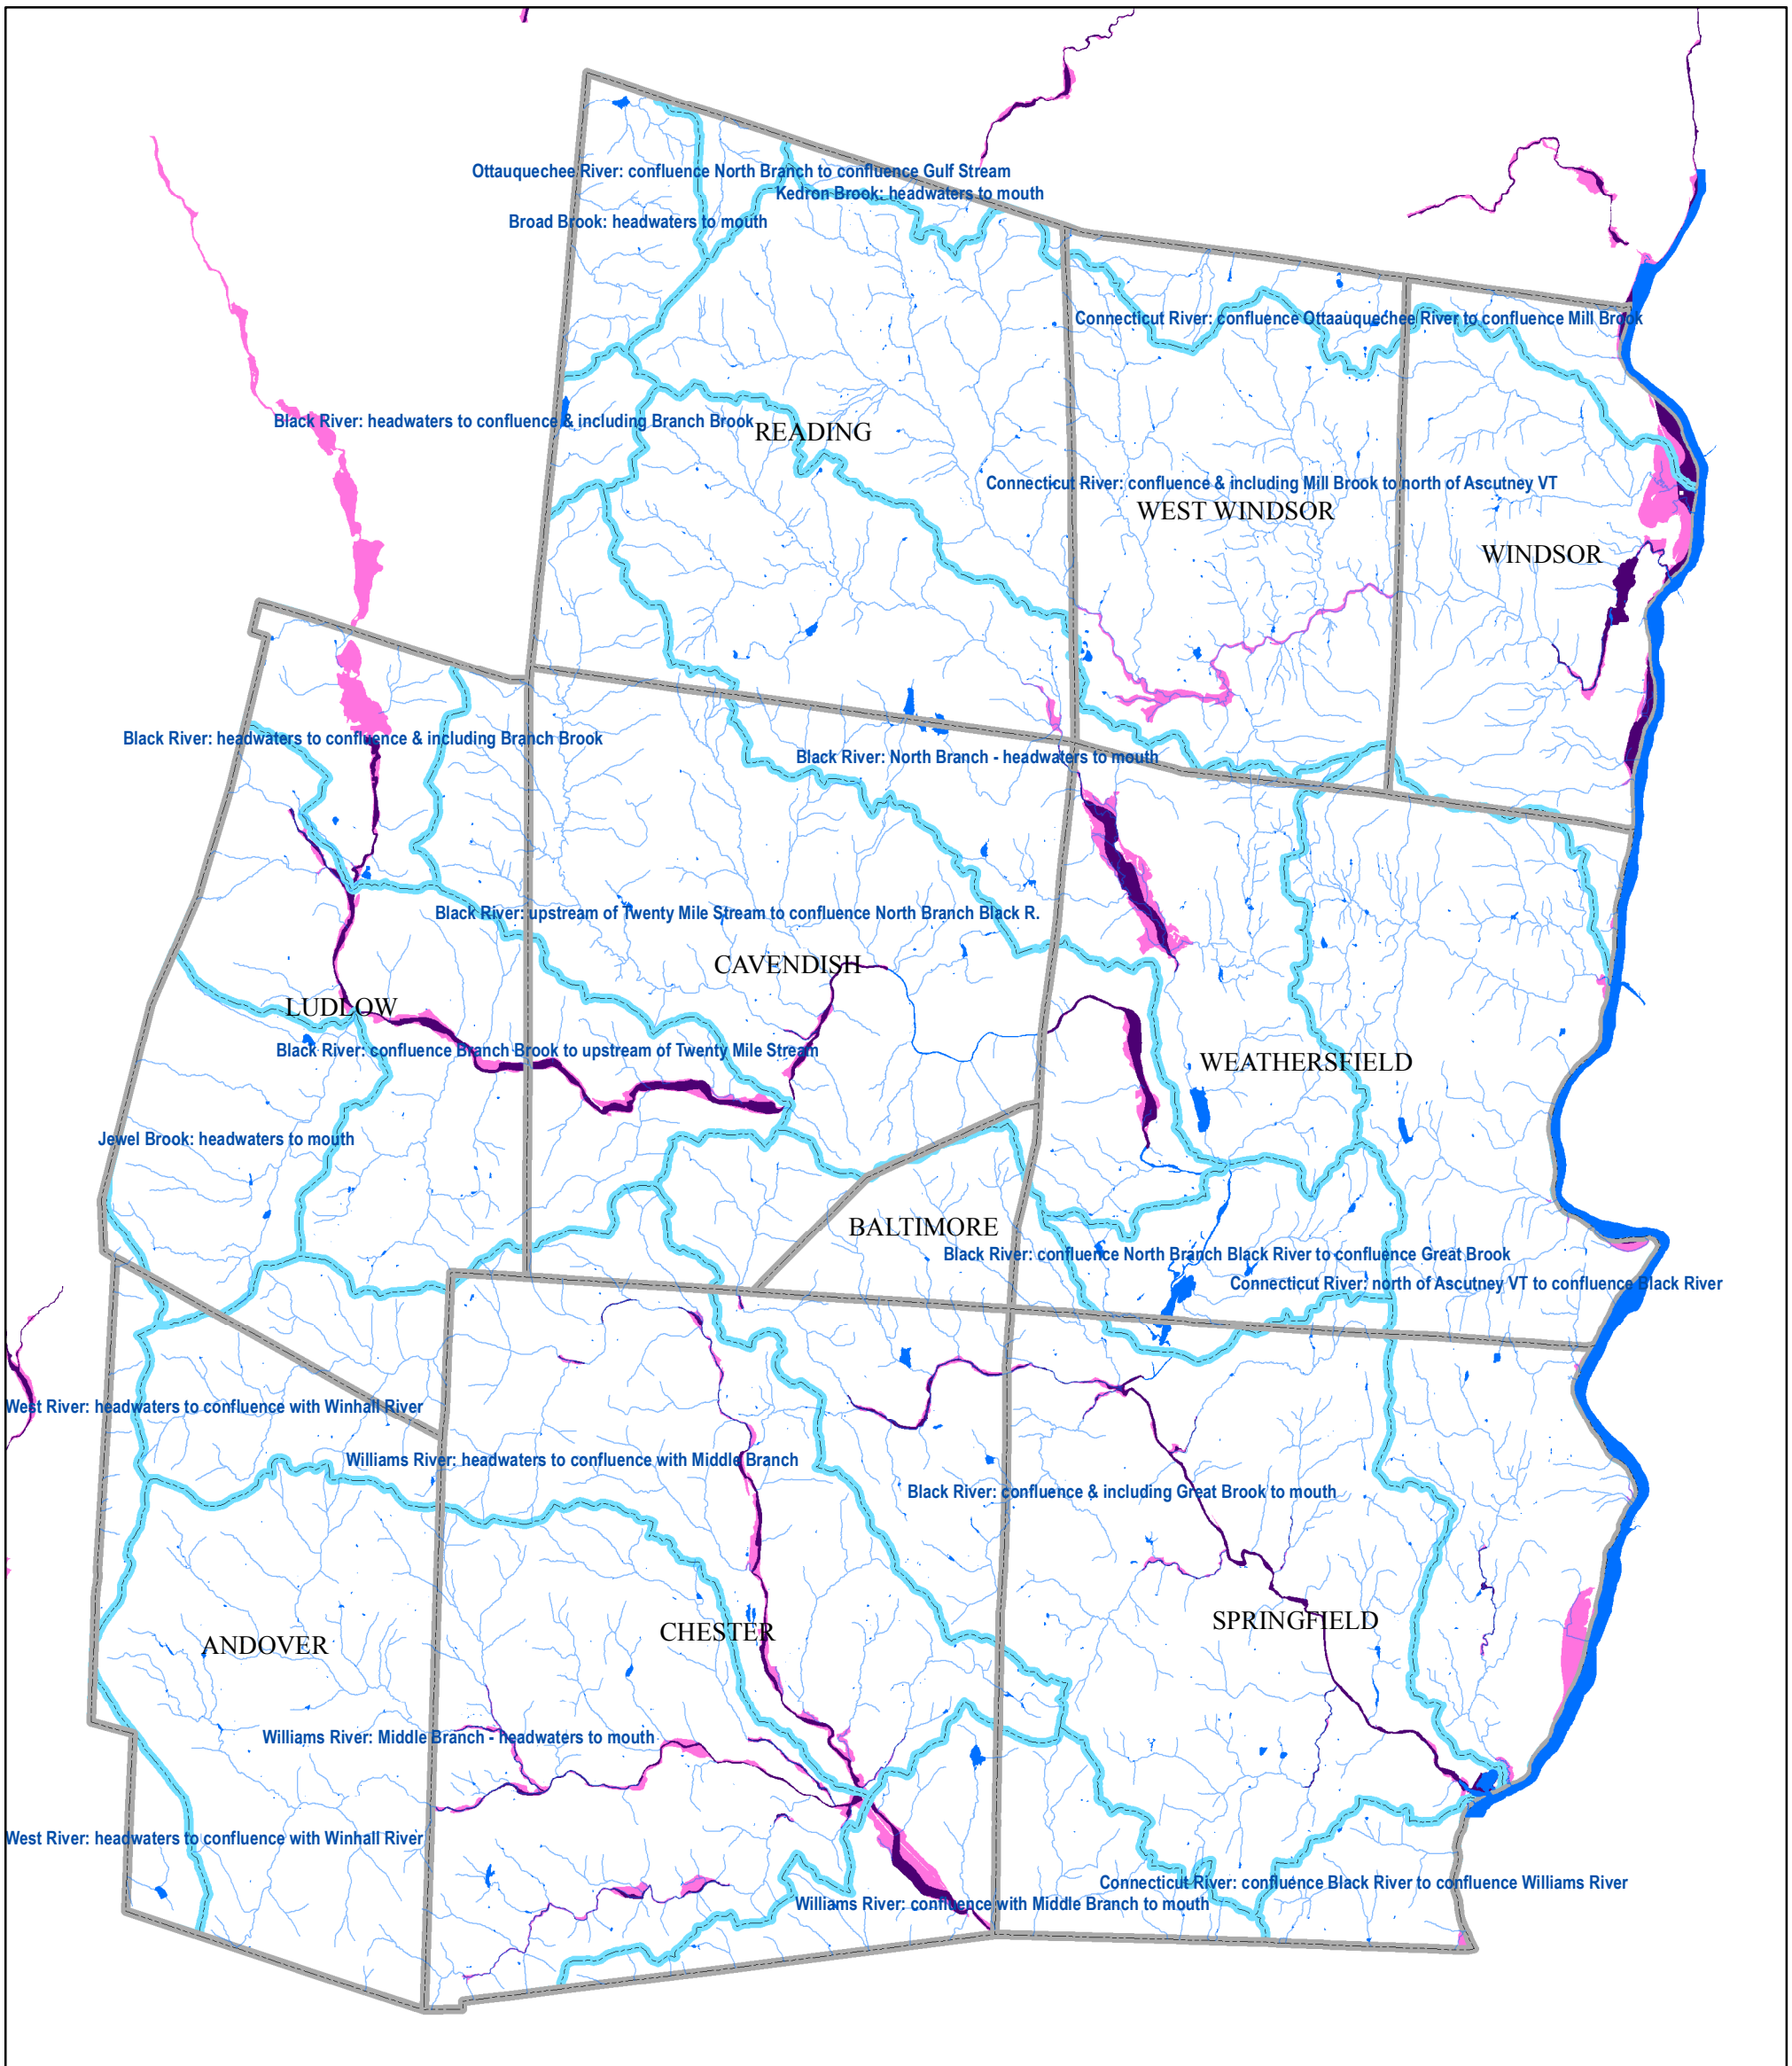 Ottauquechee River: confluence North Branch to confluence Gulf Stream
Kedron Brook: headwaters to mouth
Broad Brook: headwaters to mouth
Connecticut River: confluence Ottaauquechee River to confluence Mill Brook
Black River: headwaters to confluence & including Branch Brook
READING
Connecticut River: confluence & including Mill Brook to north of Ascutney VT
WEST WINDSOR
WINDSOR
Black River: headwaters to confluence & including Branch Brook
Black River: North Branch - headwaters to mouth
Black River: upstream of Twenty Mile Stream to confluence North Branch Black R.
CAVENDISH
LUDLOW
Black River: confluence Branch Brook to upstream of Twenty Mile Stream
WEATHERSFIELD
Jewel Brook: headwaters to mouth
BALTIMORE
Black River: confluence North Branch Black River to confluence Great Brook
Connecticut River: north of Ascutney VT to confluence Black River
West River: headwaters to confluence with Winhall River
Williams River: headwaters to confluence with Middle Branch
Black River: confluence & including Great Brook to mouth
SPRINGFIELD
CHESTER
ANDOVER
Williams River: Middle Branch - headwaters to mouth
West River: headwaters to confluence with Winhall River
Connecticut River: confluence Black River to confluence Williams River
Williams River: confluence with Middle Branch to mouth